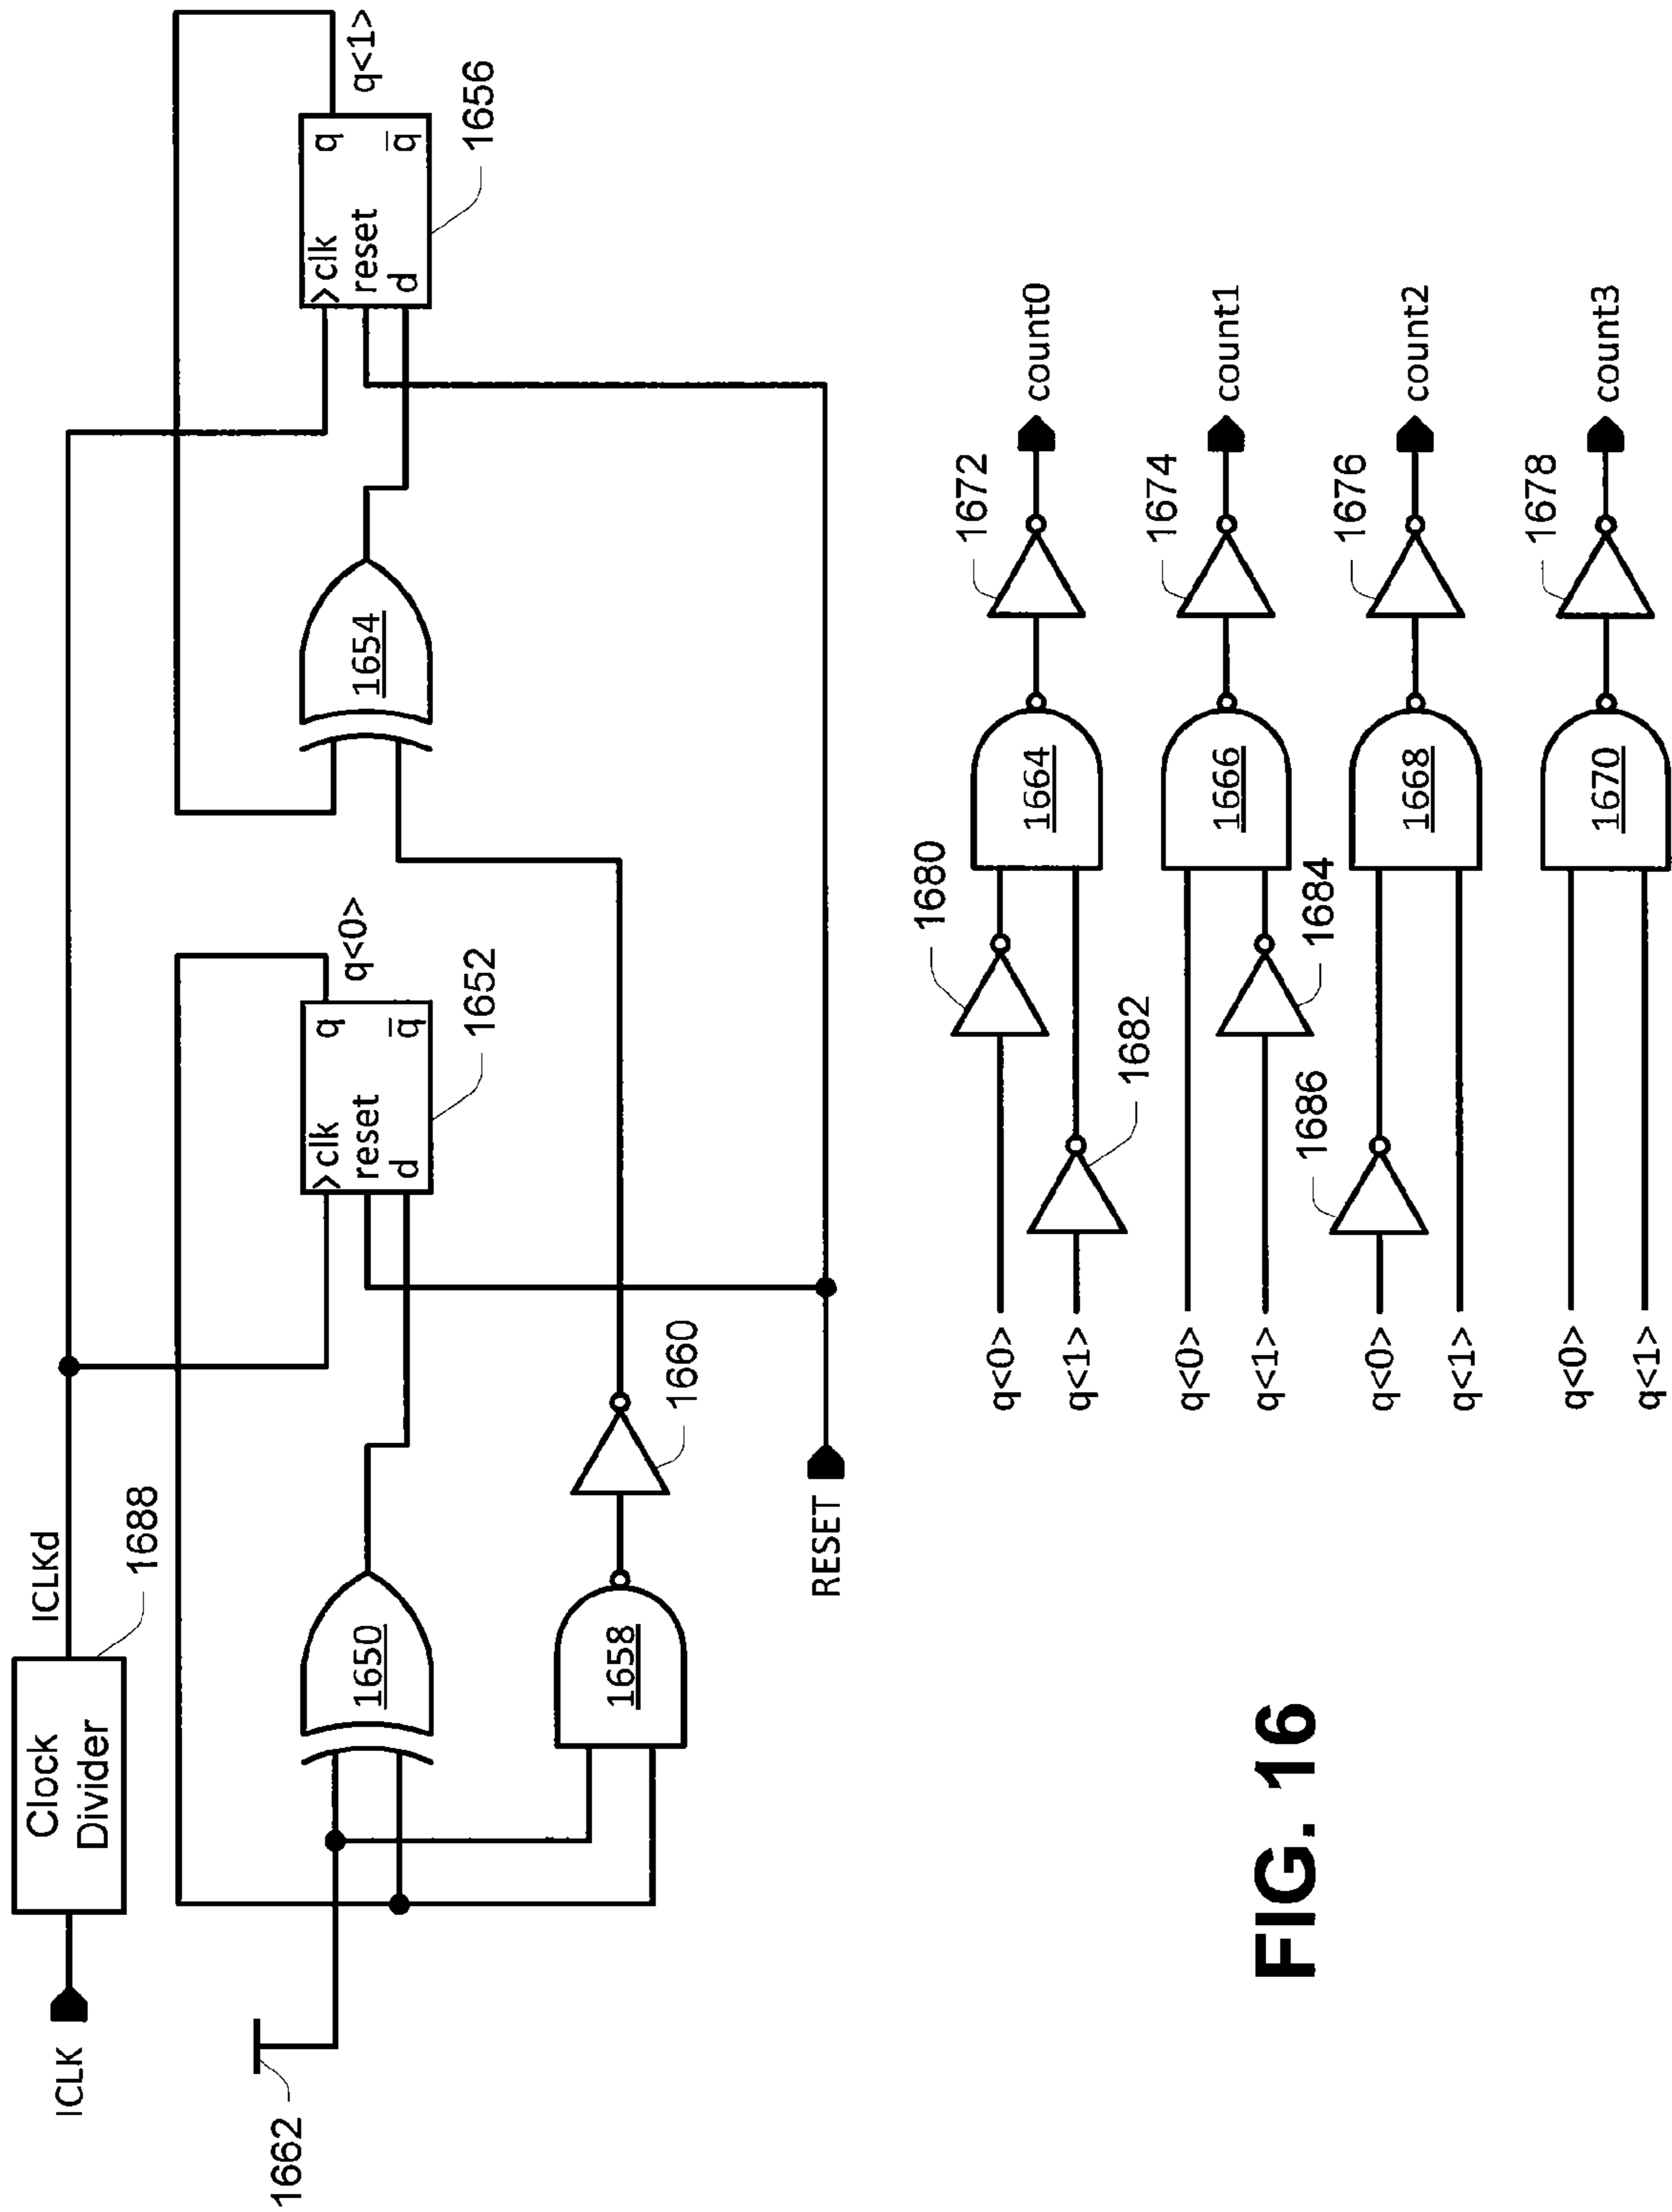 ICLK
Clock
Divider
ICLKd
1688
1662
1650
q<0>
>clk
reset
d
q
q̅
1652
1658
1660
RESET
1654
q<1>
>clk
reset
d
q
q̅
1656
q<0>
q<1>
1680
1682
1664
1672
count0
q<0>
q<1>
1684
1666
1674
count1
q<0>
q<1>
1686
1668
1676
count2
q<0>
q<1>
1670
1678
count3
FIG. 16